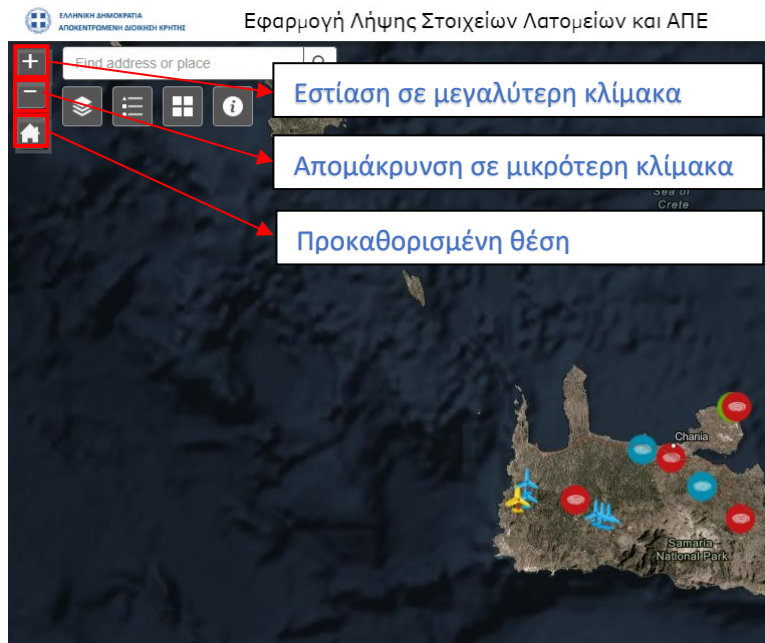 ΕΛΛΗΝΙΚΗ ΔΗΜΟΚΡΑΤΙΑ
ΑΠΟΚΕΝΤΡΩΜΕΝΗ ΔΙΟΙΚΗΣΗ ΚΡΗΤΗΣ
Εφαρμογή Λήψης Στοιχείων Λατομείων και ΑΠΕ
Find address or place
Εστίαση σε μεγαλύτερη κλίμακα
Απομάκρυνση σε μικρότερη κλίμακα
Sea of
Crete
Προκαθορισμένη θέση
Chania
Samaria
National Park